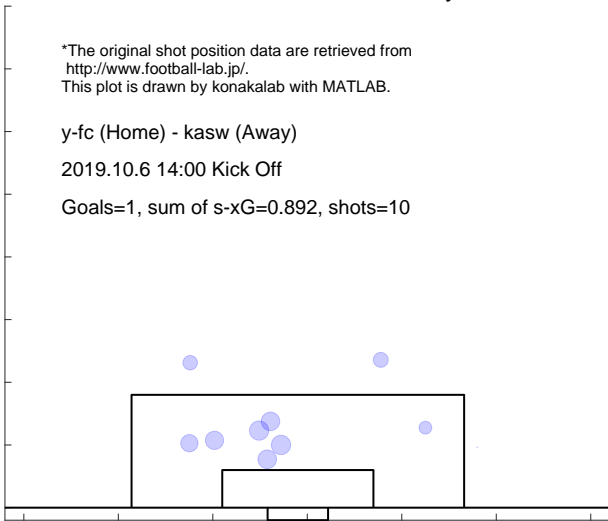 *The original shot position data are retrieved from
http://www.football-lab.jp/.
This plot is drawn by konakalab with MATLAB.
y-fc (Home) - kasw (Away)
2019.10.6 14:00 Kick Off
Goals=1, sum of s-xG=0.892, shots=10